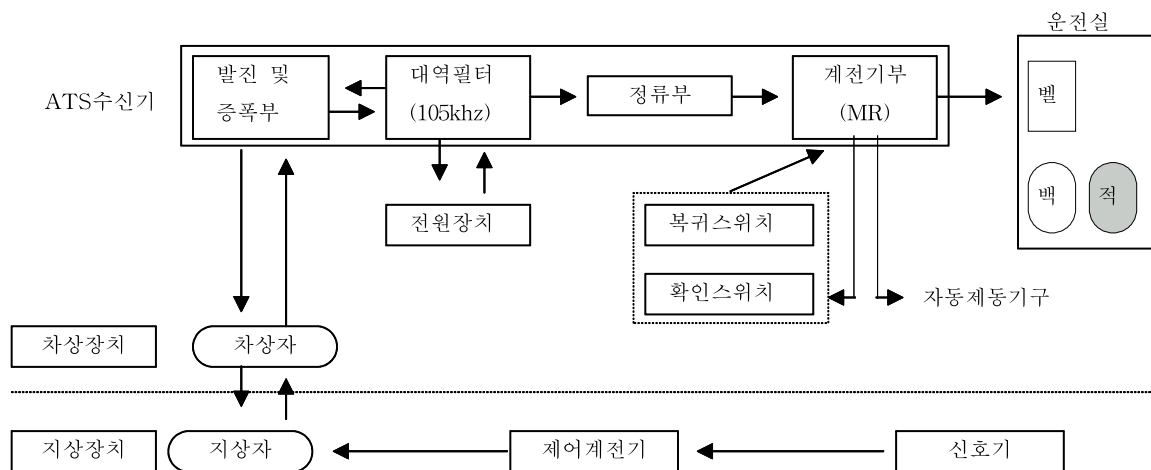 운전실
ATS수신기
발진 및
증폭부
대역필터
(105khz)
정류부
계전기부
(MR)
벨
백
적
전원장치
복귀스위치
확인스위치
자동제동기구
차상장치
차상자
지상장치
지상자
제어계전기
신호기